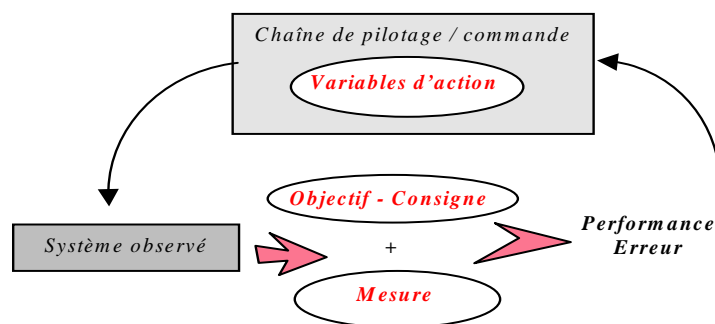 Chaîne de pilotage / commande
Variables d'action
Objectif - Consigne
Système observé
+
Performance
Erreur
Mesure